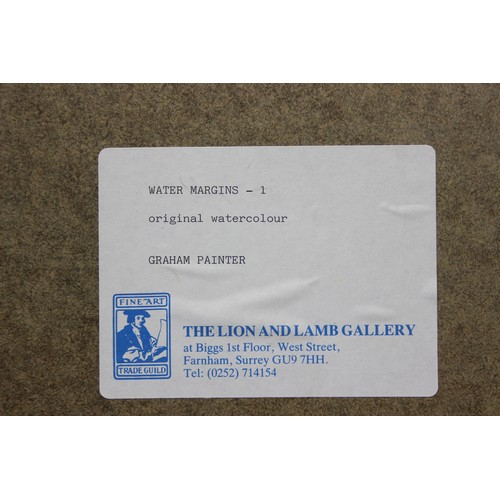 WATER MARGINS - 1
original watercolour
GRAHAM PAINTER
FINE ART
TRADE GUILD
THE LION AND LAMB GALLERY
at Biggs 1st Floor, West Street,
Farnham, Surrey GU9 7HH.
Tel: (0252) 714154